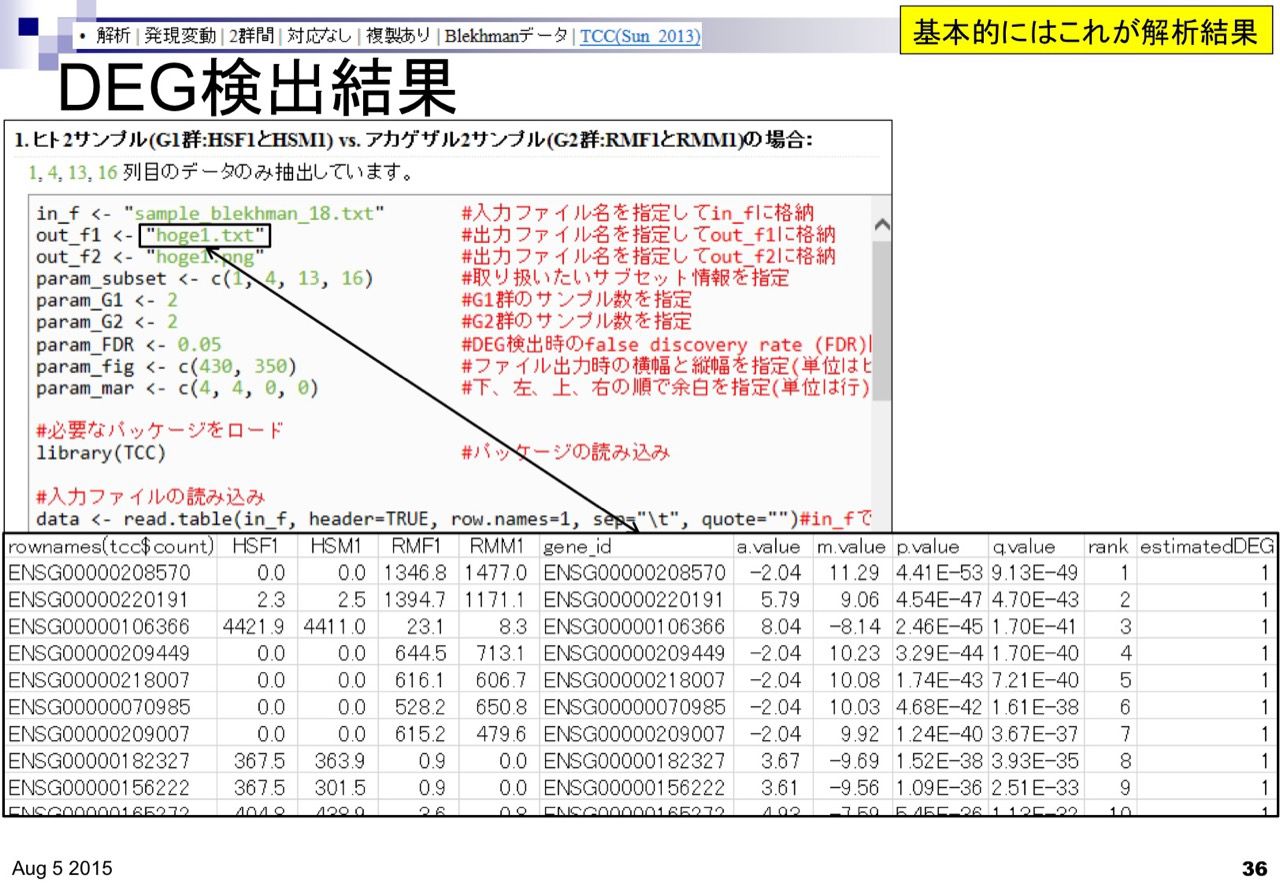 • 解析 | 発現変動 | 2群間 | 対応なし | 複製あり | Blekhmanデータ | TCC(Sun_2013)
基本的にはこれが解析結果
DEG検出結果
1. ヒト2サンプル(G1群:HSF1とHSM1) vs. アカゲザル2サンプル(G2群:RMF1とRMM1)の場合:
1, 4, 13, 16 列目のデータのみ抽出しています。
in_f <- "sample_blekhman_18.txt" #入力ファイル名を指定してin_fに格納
out_f1 <- "hoge1.txt" #出力ファイル名を指定してout_f1に格納
out_f2 <- "hoge1.png" #出力ファイル名を指定してout_f2に格納
param_subset <- c(1, 4, 13, 16) #取り扱いたいサブセット情報を指定
param_G1 <- 2 #G1群のサンプル数を指定
param_G2 <- 2 #G2群のサンプル数を指定
param_FDR <- 0.05 #DEG検出時のfalse discovery rate (FDR)
param_fig <- c(430, 350) #ファイル出力時の横幅と縦幅を指定(単位はピ
param_mar <- c(4, 4, 0, 0) #下、左、上、右の順で余白を指定(単位は行)
#必要なパッケージをロード
library(TCC) #パッケージの読み込み
#入力ファイルの読み込み
data <- read.table(in_f, header=TRUE, row.names=1, sep="\t", quote="")#in_fで
rownames(tcc$count) HSF1 HSM1 RMF1 RMM1 gene_id a.value m.value p.value q.value rank estimatedDEG
ENSG00000208570 0.0 0.0 1346.8 1477.0 ENSG00000208570 -2.04 11.29 4.41E-53 9.13E-49 1 1
ENSG00000220191 2.3 2.5 1394.7 1171.1 ENSG00000220191 5.79 9.06 4.54E-47 4.70E-43 2 1
ENSG00000106366 4421.9 4411.0 23.1 8.3 ENSG00000106366 8.04 -8.14 2.46E-45 1.70E-41 3 1
ENSG00000209449 0.0 0.0 644.5 713.1 ENSG00000209449 -2.04 10.23 3.29E-44 1.70E-40 4 1
ENSG00000218007 0.0 0.0 616.1 606.7 ENSG00000218007 -2.04 10.08 1.74E-43 7.21E-40 5 1
ENSG00000070985 0.0 0.0 528.2 650.8 ENSG00000070985 -2.04 10.03 4.68E-42 1.61E-38 6 1
ENSG00000209007 0.0 0.0 615.2 479.6 ENSG00000209007 -2.04 9.92 1.24E-40 3.67E-37 7 1
ENSG00000182327 367.5 363.9 0.9 0.0 ENSG00000182327 3.67 -9.69 1.52E-38 3.93E-35 8 1
ENSG00000156222 367.5 301.5 0.9 0.0 ENSG00000156222 3.61 -9.56 1.09E-36 2.51E-33 9 1
ENSG00000165272 404.8 438.9 3.6 0.8 ENSG00000165272 4.93 -7.59 5.45E-36 1.13E-32 10 1
Aug 5 2015
36